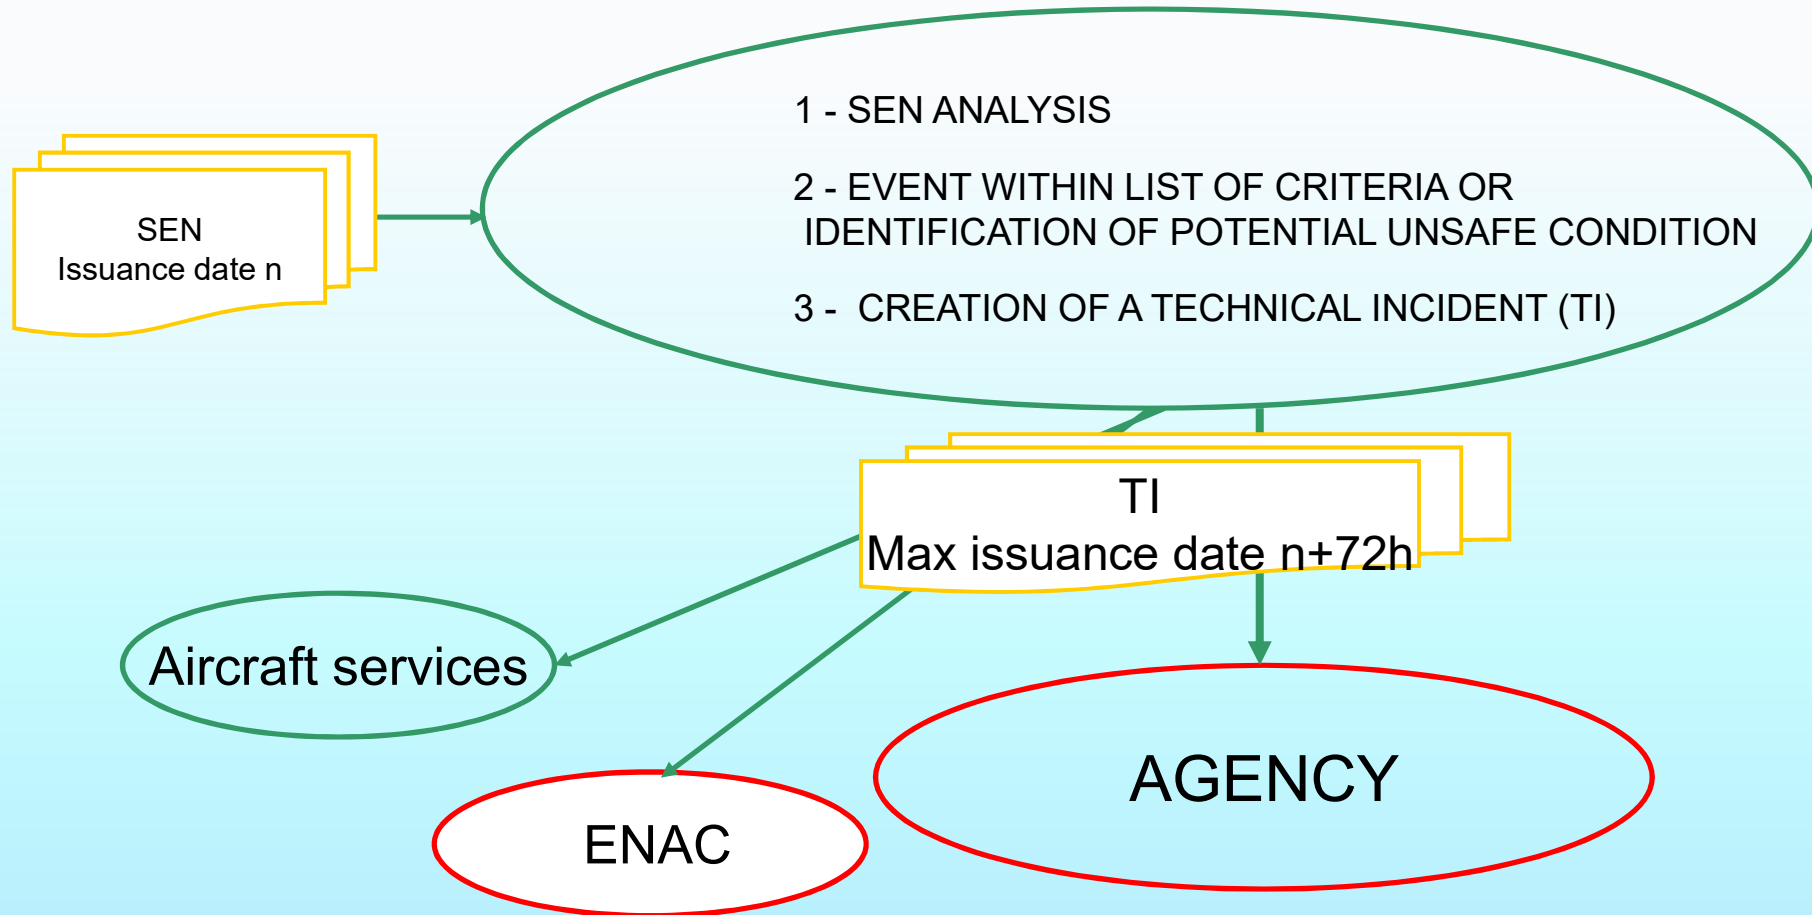 1 - SEN ANALYSIS
2 - EVENT WITHIN LIST OF CRITERIA OR
IDENTIFICATION OF POTENTIAL UNSAFE CONDITION
3 - CREATION OF A TECHNICAL INCIDENT (TI)
SEN
Issuance date n
TI
Max issuance date n+72h
Aircraft services
AGENCY
ENAC